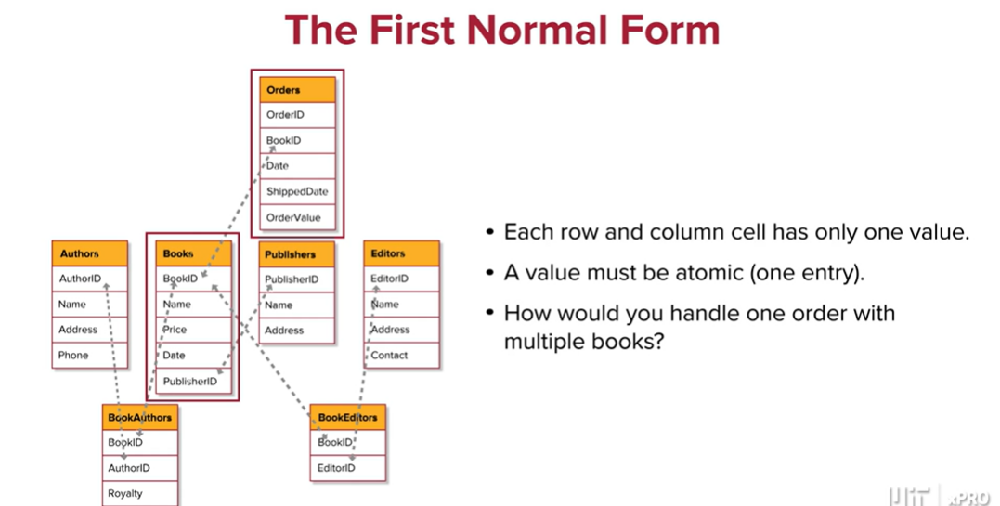 The First Normal Form
Orders
OrderID
BookID
Date
ShippedDate
OrderValue
Authors
AuthorID
Name
Address
Phone
Books
BookID
Name
Price
Date
PublisherID
Publishers
PublisherID
Name
Address
Editors
EditorID
Name
Address
Contact
BookAuthors
BookID
AuthorID
Royalty
BookEditors
BookID
EditorID
• Each row and column cell has only one value.
• A value must be atomic (one entry).
• How would you handle one order with
multiple books?
MIT xPRO